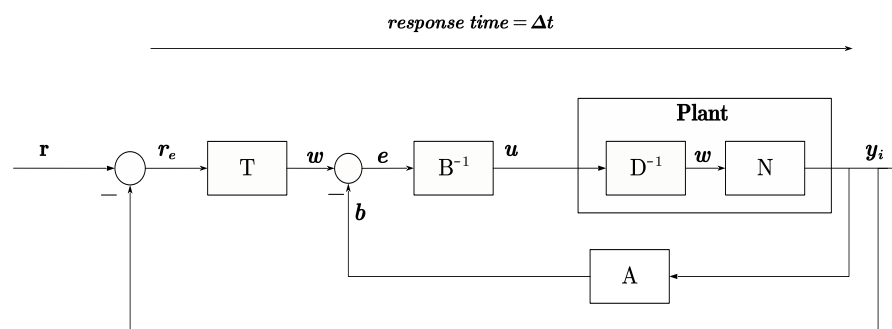 response time = Δt
Plant
r
r_e
T
w
e
B⁻¹
u
D⁻¹
w
N
y_i
−
−
b
A